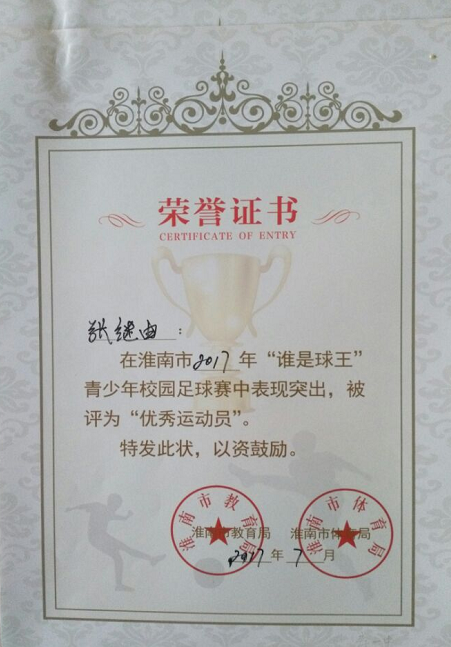 荣誉证书
CERTIFICATE OF ENTRY
张继曲：
在淮南市2017年“谁是球王”
青少年校园足球赛中表现突出，被
评为“优秀运动员”。
特发此状，以资鼓励。
淮南市教育局 淮南市体育局
2017年7月
淮南市教育局
淮南市体育局